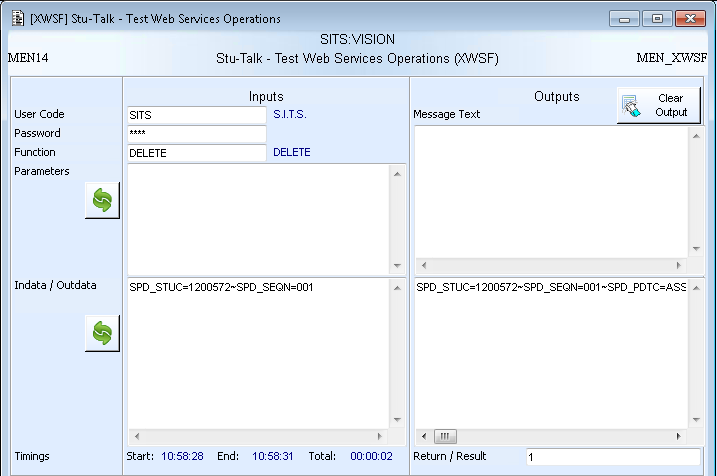 [XWSF] Stu-Talk - Test Web Services Operations
SITS:VISION
MEN14 Stu-Talk - Test Web Services Operations (XWSF) MEN_XWSF
Inputs Outputs Clear
Output
User Code SITS S.I.T.S. Message Text
Password ****
Function DELETE DELETE
Parameters
Indata / Outdata SPD_STUC=1200572~SPD_SEQN=001 SPD_STUC=1200572~SPD_SEQN=001~SPD_PDTC=ASS
Timings Start: 10:58:28 End: 10:58:31 Total: 00:00:02 Return / Result 1